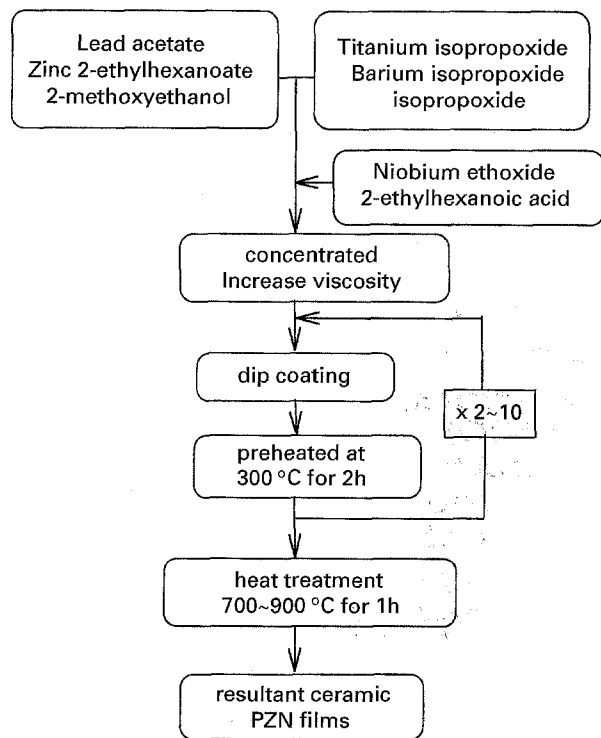 Lead acetate
Zinc 2-ethylhexanoate
2-methoxyethanol
Titanium isopropoxide
Barium isopropoxide
isopropoxide
Niobium ethoxide
2-ethylhexanoic acid
concentrated
Increase viscosity
dip coating
x 2~10
preheated at
300 °C for 2h
heat treatment
700~900 °C for 1h
resultant ceramic
PZN films